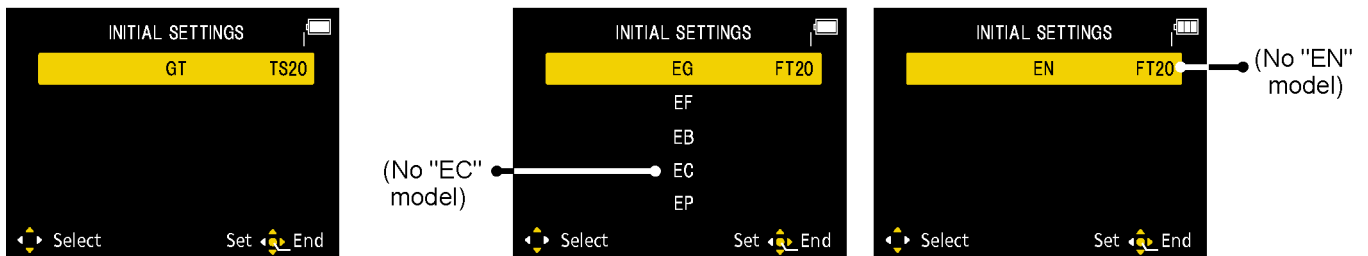 INITIAL SETTINGS
GT TS20
Select Set End
(No "EC"
model)
INITIAL SETTINGS
EG FT20
EF
EB
EC
EP
Select Set End
INITIAL SETTINGS
EN FT20
Select Set End
(No "EN"
model)